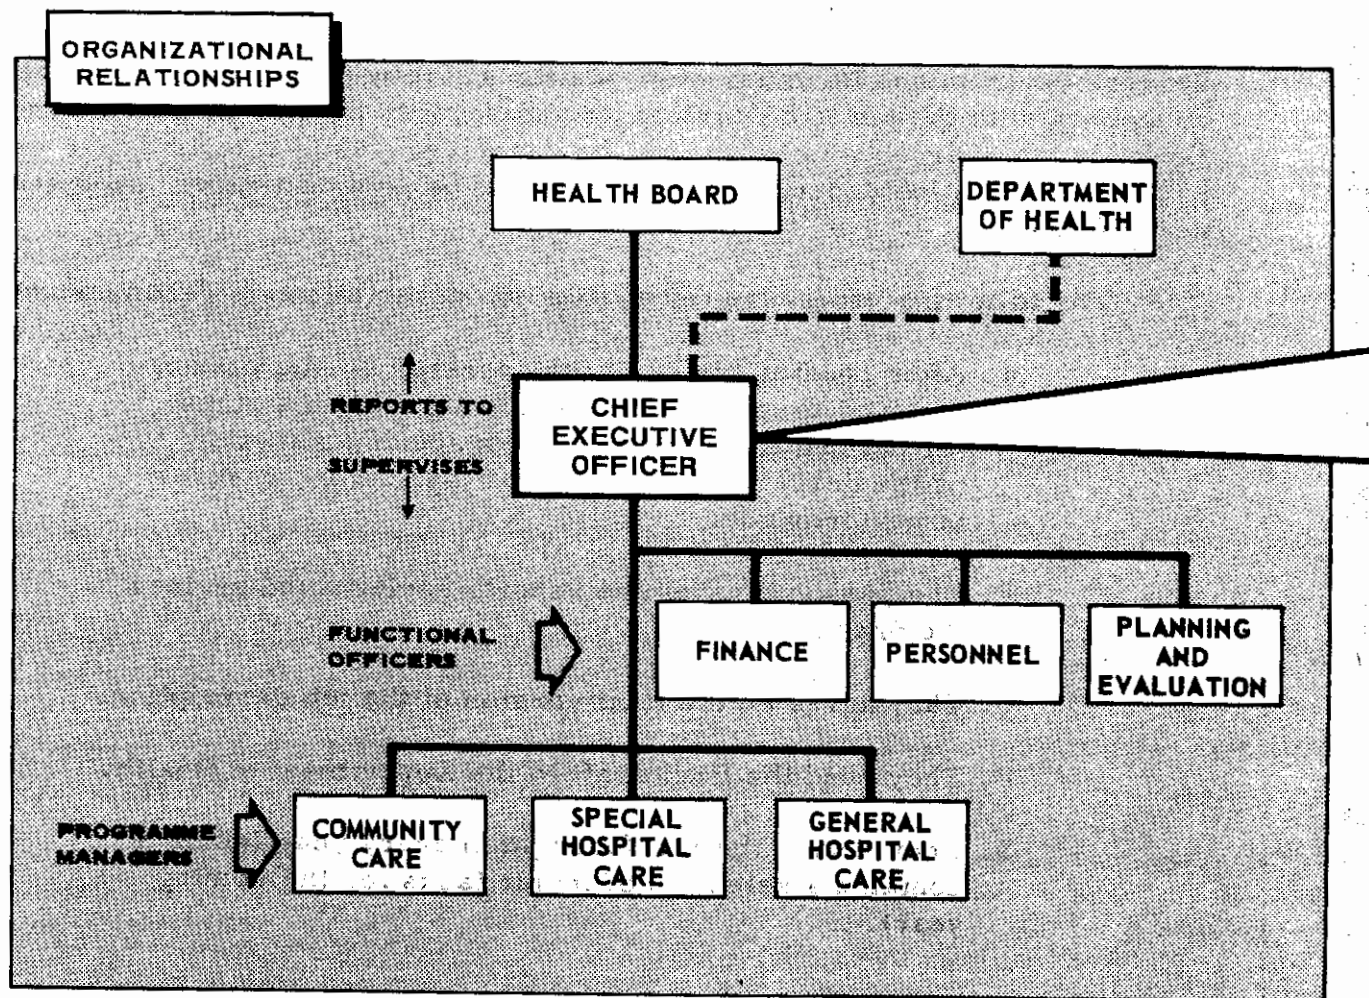 ORGANIZATIONAL
RELATIONSHIPS
HEALTH BOARD
DEPARTMENT
OF HEALTH
REPORTS TO
SUPERVISES
CHIEF
EXECUTIVE
OFFICER
FUNCTIONAL
OFFICERS
FINANCE
PERSONNEL
PLANNING
AND
EVALUATION
PROGRAMME
MANAGERS
COMMUNITY
CARE
SPECIAL
HOSPITAL
CARE
GENERAL
HOSPITAL
CARE